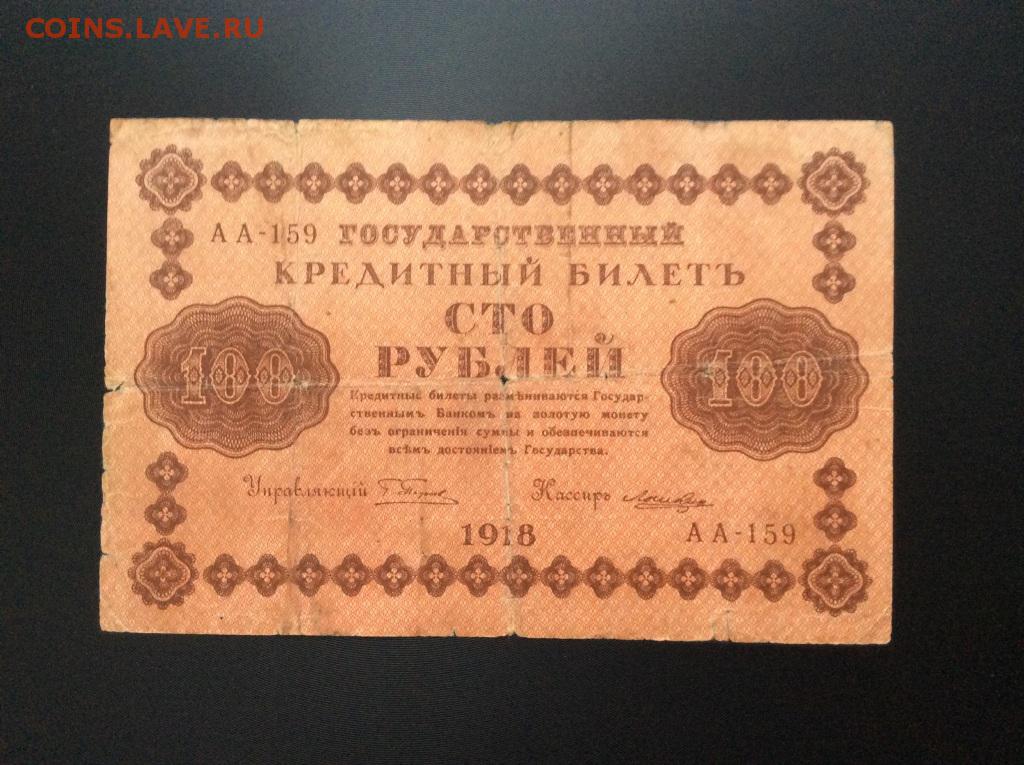 COINS.LAVE.RU
АА-159 ГОСУДАРСТВЕННЫЙ
КРЕДИТНЫЙ БИЛЕТЪ
СТО
РУБЛЕЙ
100
100
Кредитные билеты размѣниваются Государ-
ственнымъ Банкомъ на золотую монету
безъ ограниченія суммы и обезпечиваются
всѣмъ достояніемъ Государства.
Управляющій
Кассиръ
1918
АА-159